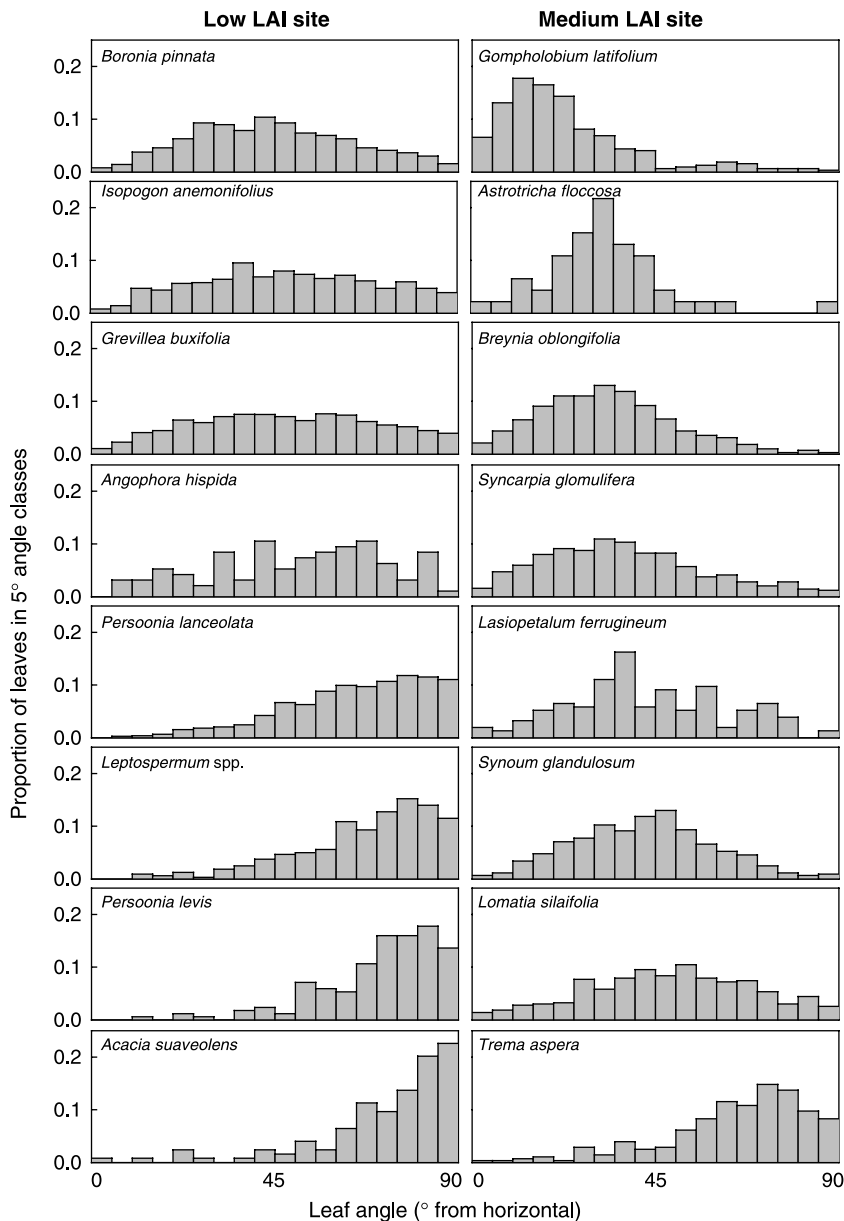 Low LAI site
Medium LAI site
Proportion of leaves in 5° angle classes
0.2
0.1
0.0
Boronia pinnata
Gompholobium latifolium
0.2
0.1
0.0
Isopogon anemonifolius
Astrotricha floccosa
0.2
0.1
0.0
Grevillea buxifolia
Breynia oblongifolia
0.2
0.1
0.0
Angophora hispida
Syncarpia glomulifera
0.2
0.1
0.0
Persoonia lanceolata
Lasiopetalum ferrugineum
0.2
0.1
0.0
Leptospermum spp.
Synoum glandulosum
0.2
0.1
0.0
Persoonia levis
Lomatia silaifolia
0.2
0.1
0.0
Acacia suaveolens
Trema aspera
0 45 90
0 45 90
Leaf angle (° from horizontal)